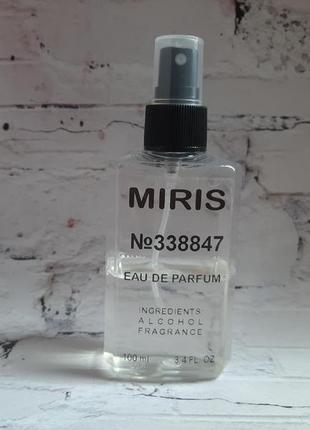 MIRIS
№338847
EAU DE PARFUM
INGREDIENTS:
ALCOHOL
FRAGRANCE
100 ml 3.4 FL. OZ